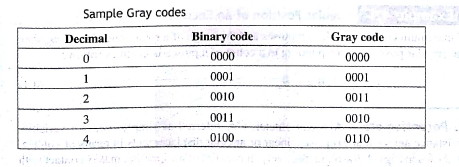 Sample Gray codes
Decimal Binary code Gray code
0 0000 0000
1 0001 0001
2 0010 0011
3 0011 0010
4 0100 0110